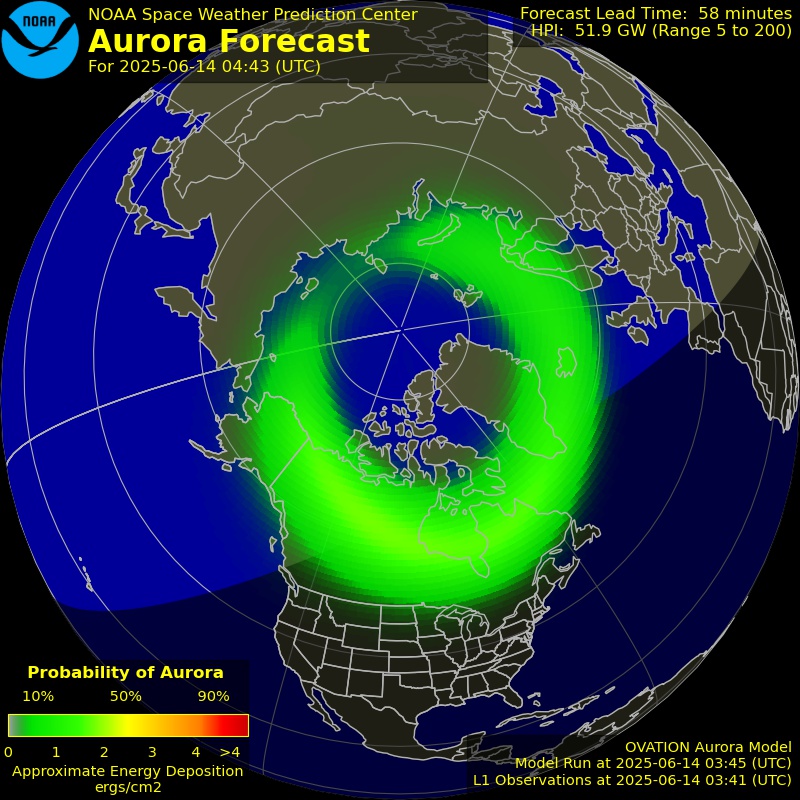 NOAA
NOAA Space Weather Prediction Center
Aurora Forecast
For 2025-06-14 04:43 (UTC)
Forecast Lead Time:  58 minutes
HPI:  51.9 GW (Range 5 to 200)
Probability of Aurora
10% 50% 90%
0 1 2 3 4 >4
Approximate Energy Deposition
ergs/cm2
OVATION Aurora Model
Model Run at 2025-06-14 03:45 (UTC)
L1 Observations at 2025-06-14 03:41 (UTC)